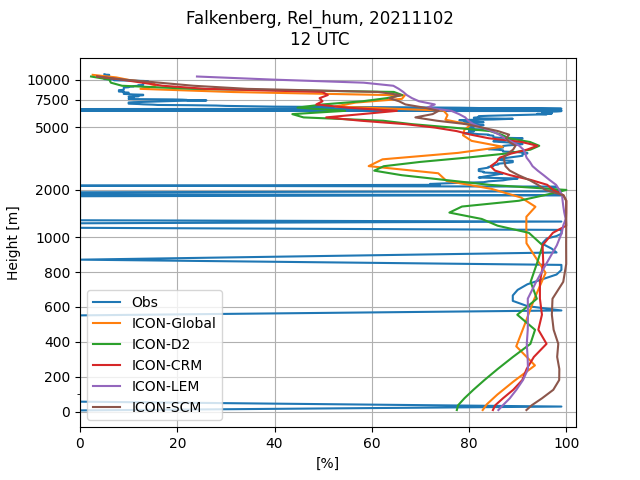 Falkenberg, Rel_hum, 20211102
12 UTC
10000
7500
5000
2000
1000
800
600
400
200
0
Height [m]
Obs
ICON-Global
ICON-D2
ICON-CRM
ICON-LEM
ICON-SCM
0 20 40 60 80 100
[%]